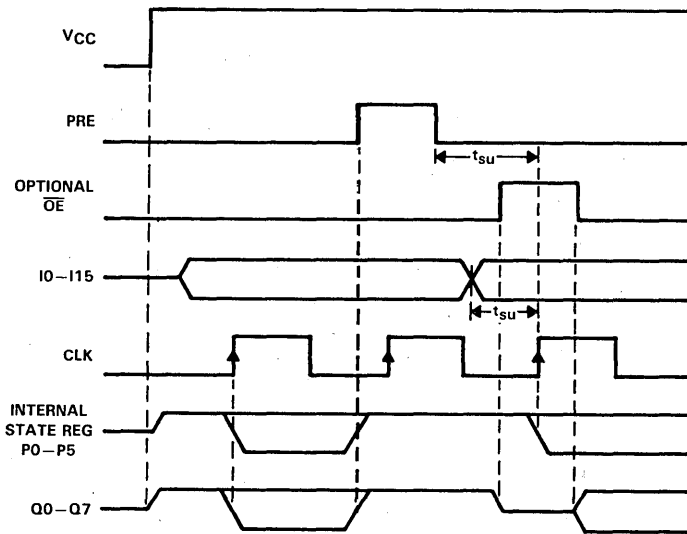 VCC
PRE
tsu
OPTIONAL
OE
I0–I15
tsu
CLK
INTERNAL
STATE REG
P0–P5
Q0–Q7